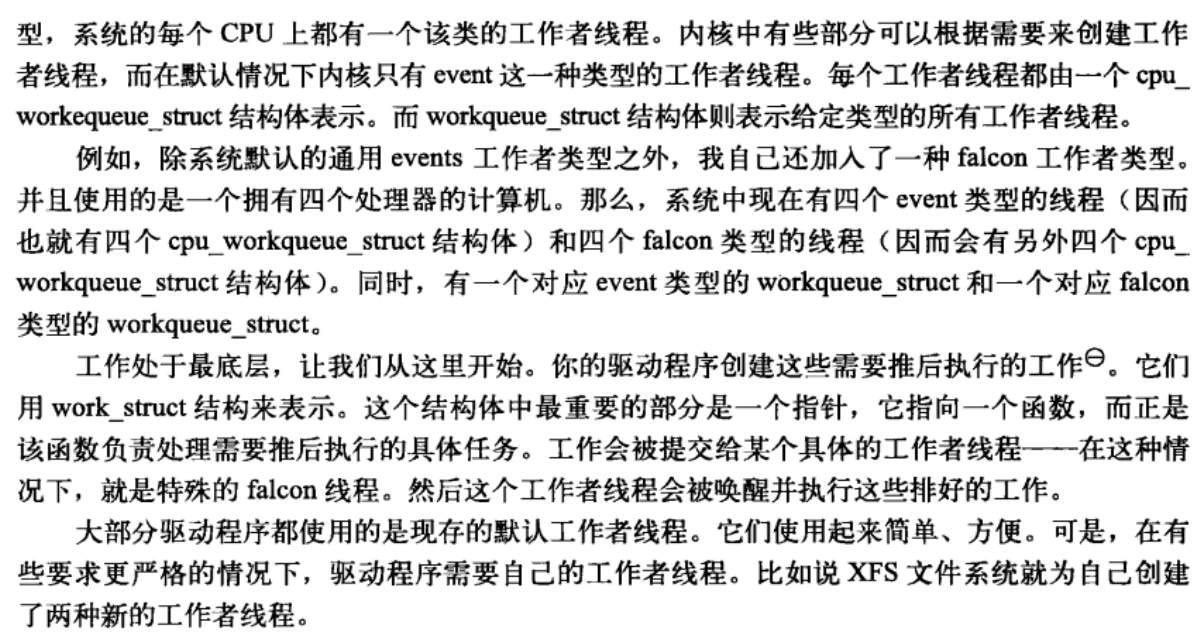 型，系统的每个 CPU 上都有一个该类的工作者线程。内核中有些部分可以根据需要来创建工作
者线程，而在默认情况下内核只有 event 这一种类型的工作者线程。每个工作者线程都由一个 cpu_
workequeue_struct 结构体表示。而 workqueue_struct 结构体则表示给定类型的所有工作者线程。
例如，除系统默认的通用 events 工作者类型之外，我自己还加入了一种 falcon 工作者类型。
并且使用的是一个拥有四个处理器的计算机。那么，系统中现在有四个 event 类型的线程（因而
也就有四个 cpu_workqueue_struct 结构体）和四个 falcon 类型的线程（因而会有另外四个 cpu_
workqueue_struct 结构体）。同时，有一个对应 event 类型的 workqueue_struct 和一个对应 falcon
类型的 workqueue_struct。
工作处于最底层，让我们从这里开始。你的驱动程序创建这些需要推后执行的工作⊖。它们
用 work_struct 结构来表示。这个结构体中最重要的部分是一个指针，它指向一个函数，而正是
该函数负责处理需要推后执行的具体任务。工作会被提交给某个具体的工作者线程——在这种情
况下，就是特殊的 falcon 线程。然后这个工作者线程会被唤醒并执行这些排好的工作。
大部分驱动程序都使用的是现存的默认工作者线程。它们使用起来简单、方便。可是，在有
些要求更严格的情况下，驱动程序需要自己的工作者线程。比如说 XFS 文件系统就为自己创建
了两种新的工作者线程。